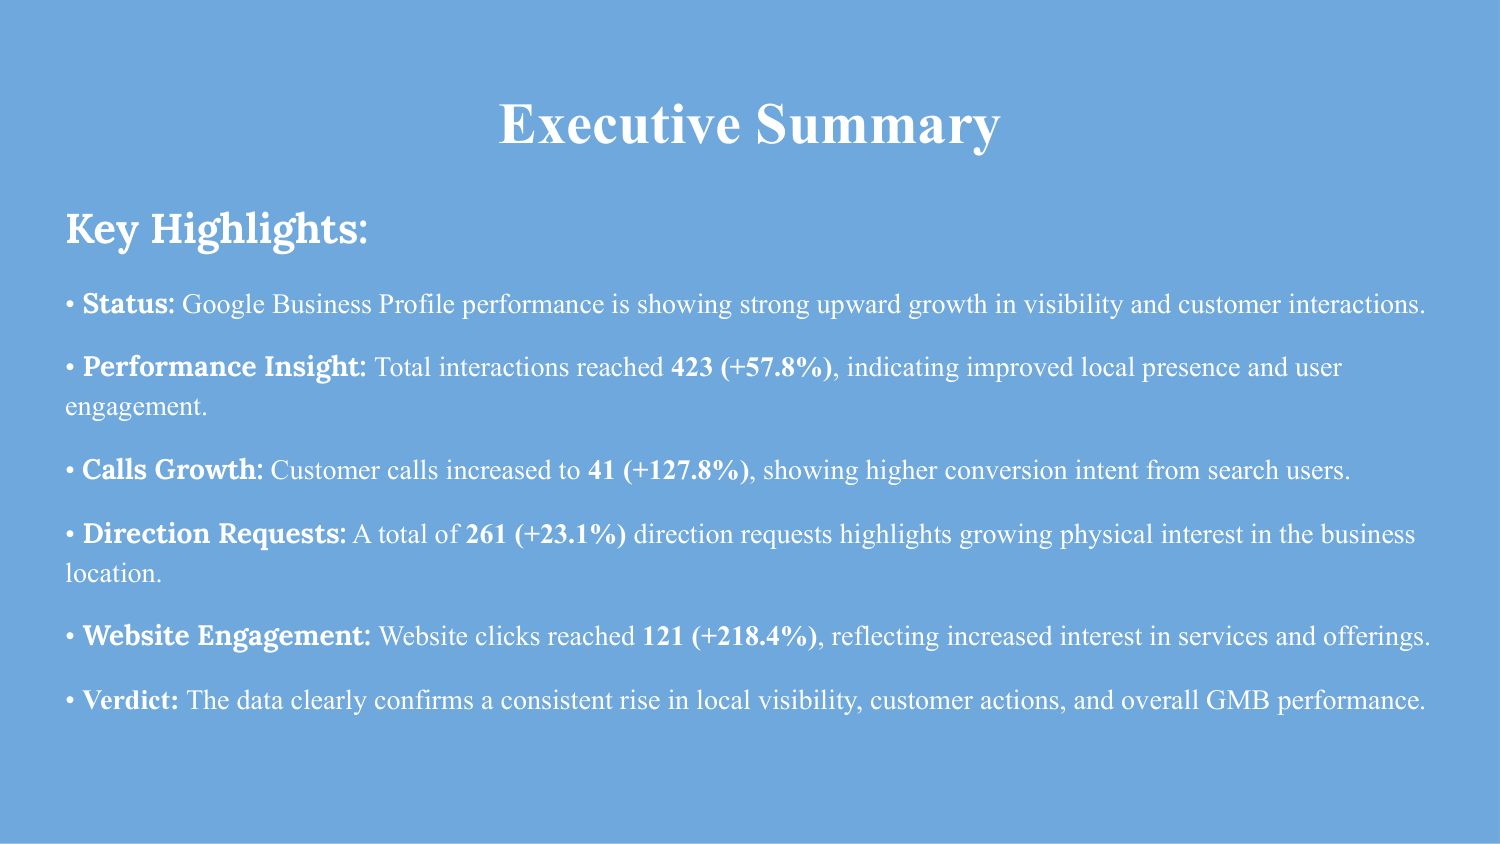 Executive Summary
Key Highlights:
• Status: Google Business Profile performance is showing strong upward growth in visibility and customer interactions.
• Performance Insight: Total interactions reached 423 (+57.8%), indicating improved local presence and user
engagement.
• Calls Growth: Customer calls increased to 41 (+127.8%), showing higher conversion intent from search users.
• Direction Requests: A total of 261 (+23.1%) direction requests highlights growing physical interest in the business
location.
• Website Engagement: Website clicks reached 121 (+218.4%), reflecting increased interest in services and offerings.
• Verdict: The data clearly confirms a consistent rise in local visibility, customer actions, and overall GMB performance.